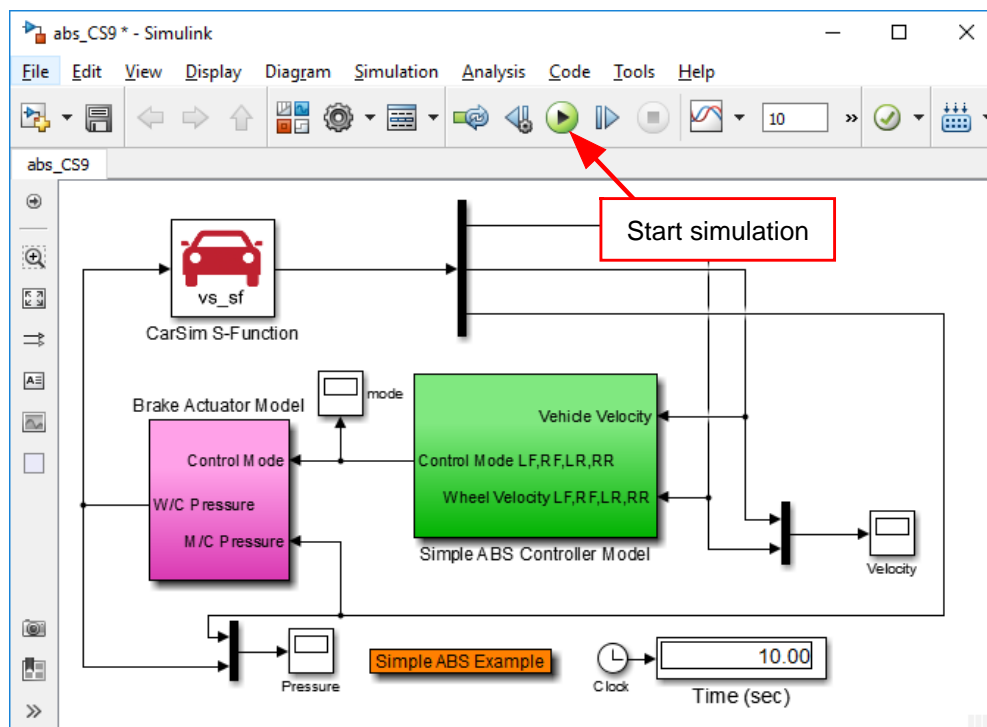 abs_CS9 * - Simulink
File Edit View Display Diagram Simulation Analysis Code Tools Help
10
»
abs_CS9
Start simulation
vs_sf
CarSim S-Function
mode
Brake Actuator Model
Vehicle Velocity
Control Mode
Control Mode LF,RF,LR,RR
Wheel Velocity LF,RF,LR,RR
W/C Pressure
M/C Pressure
Simple ABS Controller Model
Velocity
Simple ABS Example
10.00
Pressure
Clock
Time (sec)